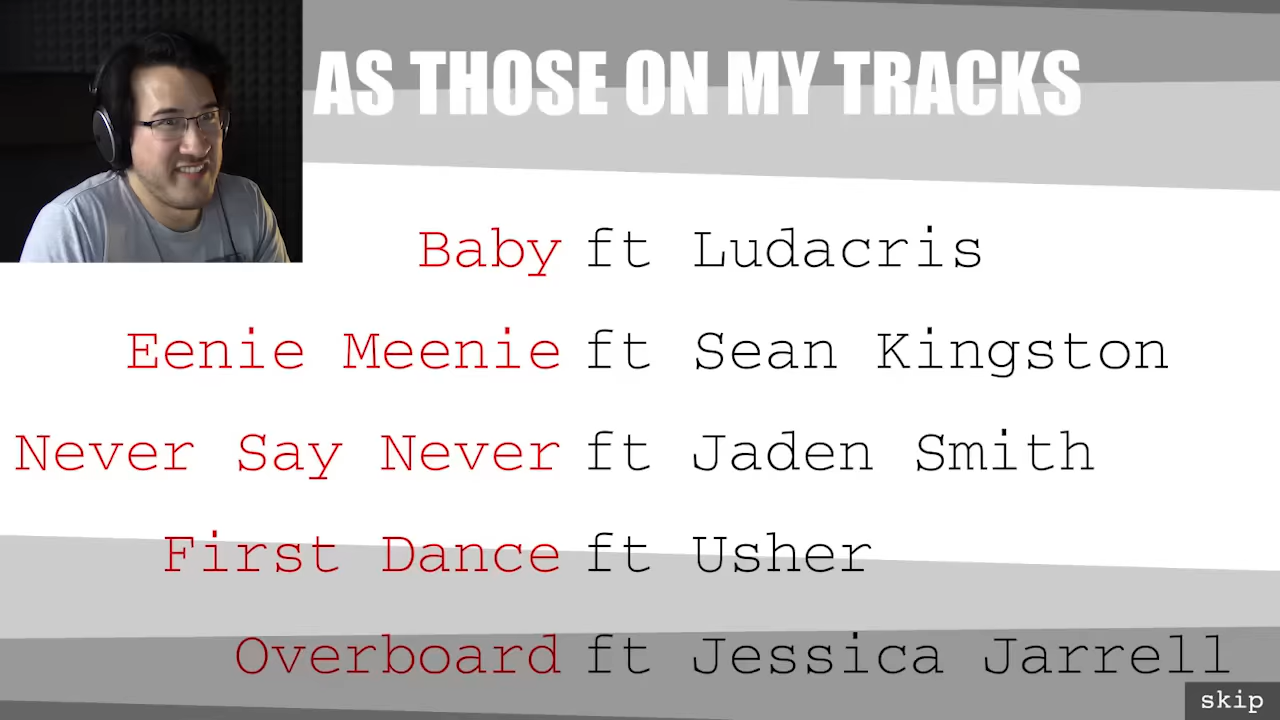 AS THOSE ON MY TRACKS
Baby ft Ludacris
Eenie Meenie ft Sean Kingston
Never Say Never ft Jaden Smith
First Dance ft Usher
Overboard ft Jessica Jarrell
skip